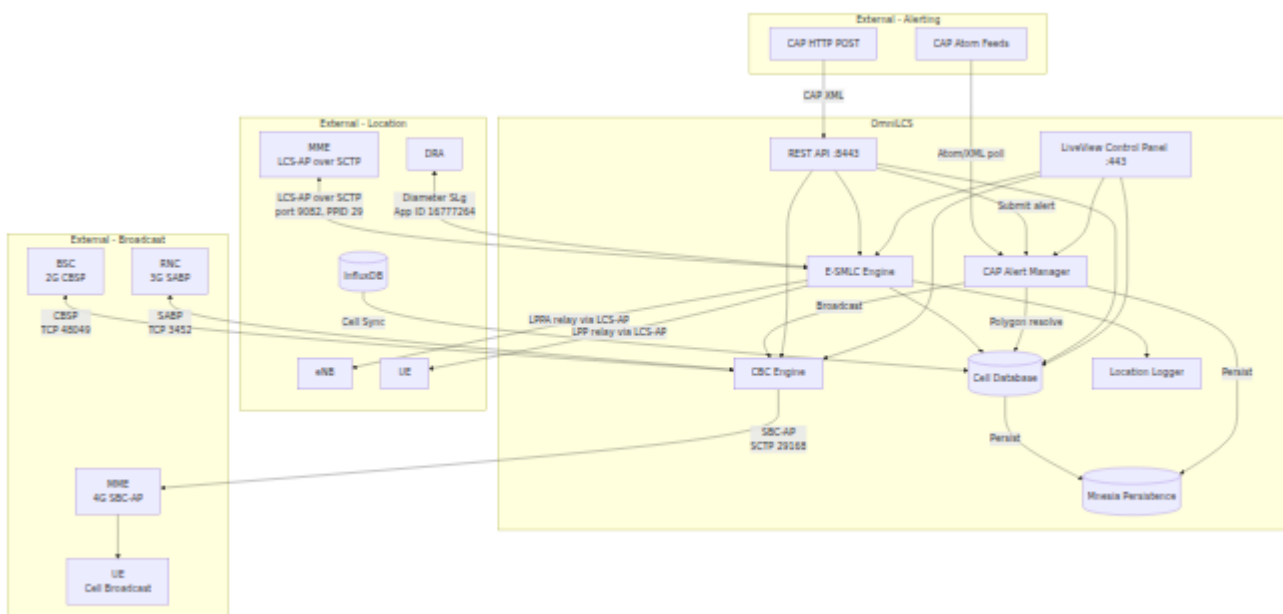 External - Alerting
CAP HTTP POST
CAP Atom Feeds
CAP XML
External - Location
MME
LCS-AP over SCTP
DRA
LCS-AP over SCTP
port 9082, PPID 29
Diameter SLg
App ID 16777264
InfluxDB
Cell Sync
LPPA relay via LCS-AP
LPP relay via LCS-AP
eNB
UE
OmniLCS
REST API :8443
Atom/XML poll
LiveView Control Panel
:443
Submit alert
E-SMLC Engine
CAP Alert Manager
Broadcast
Polygon resolve
CBC Engine
Cell Database
Location Logger
Persist
Persist
SBC-AP
SCTP 29168
Mnesia Persistence
External - Broadcast
BSC
2G CBSP
RNC
3G SABP
CBSP
TCP 48049
SABP
TCP 3452
MME
4G SBC-AP
UE
Cell Broadcast